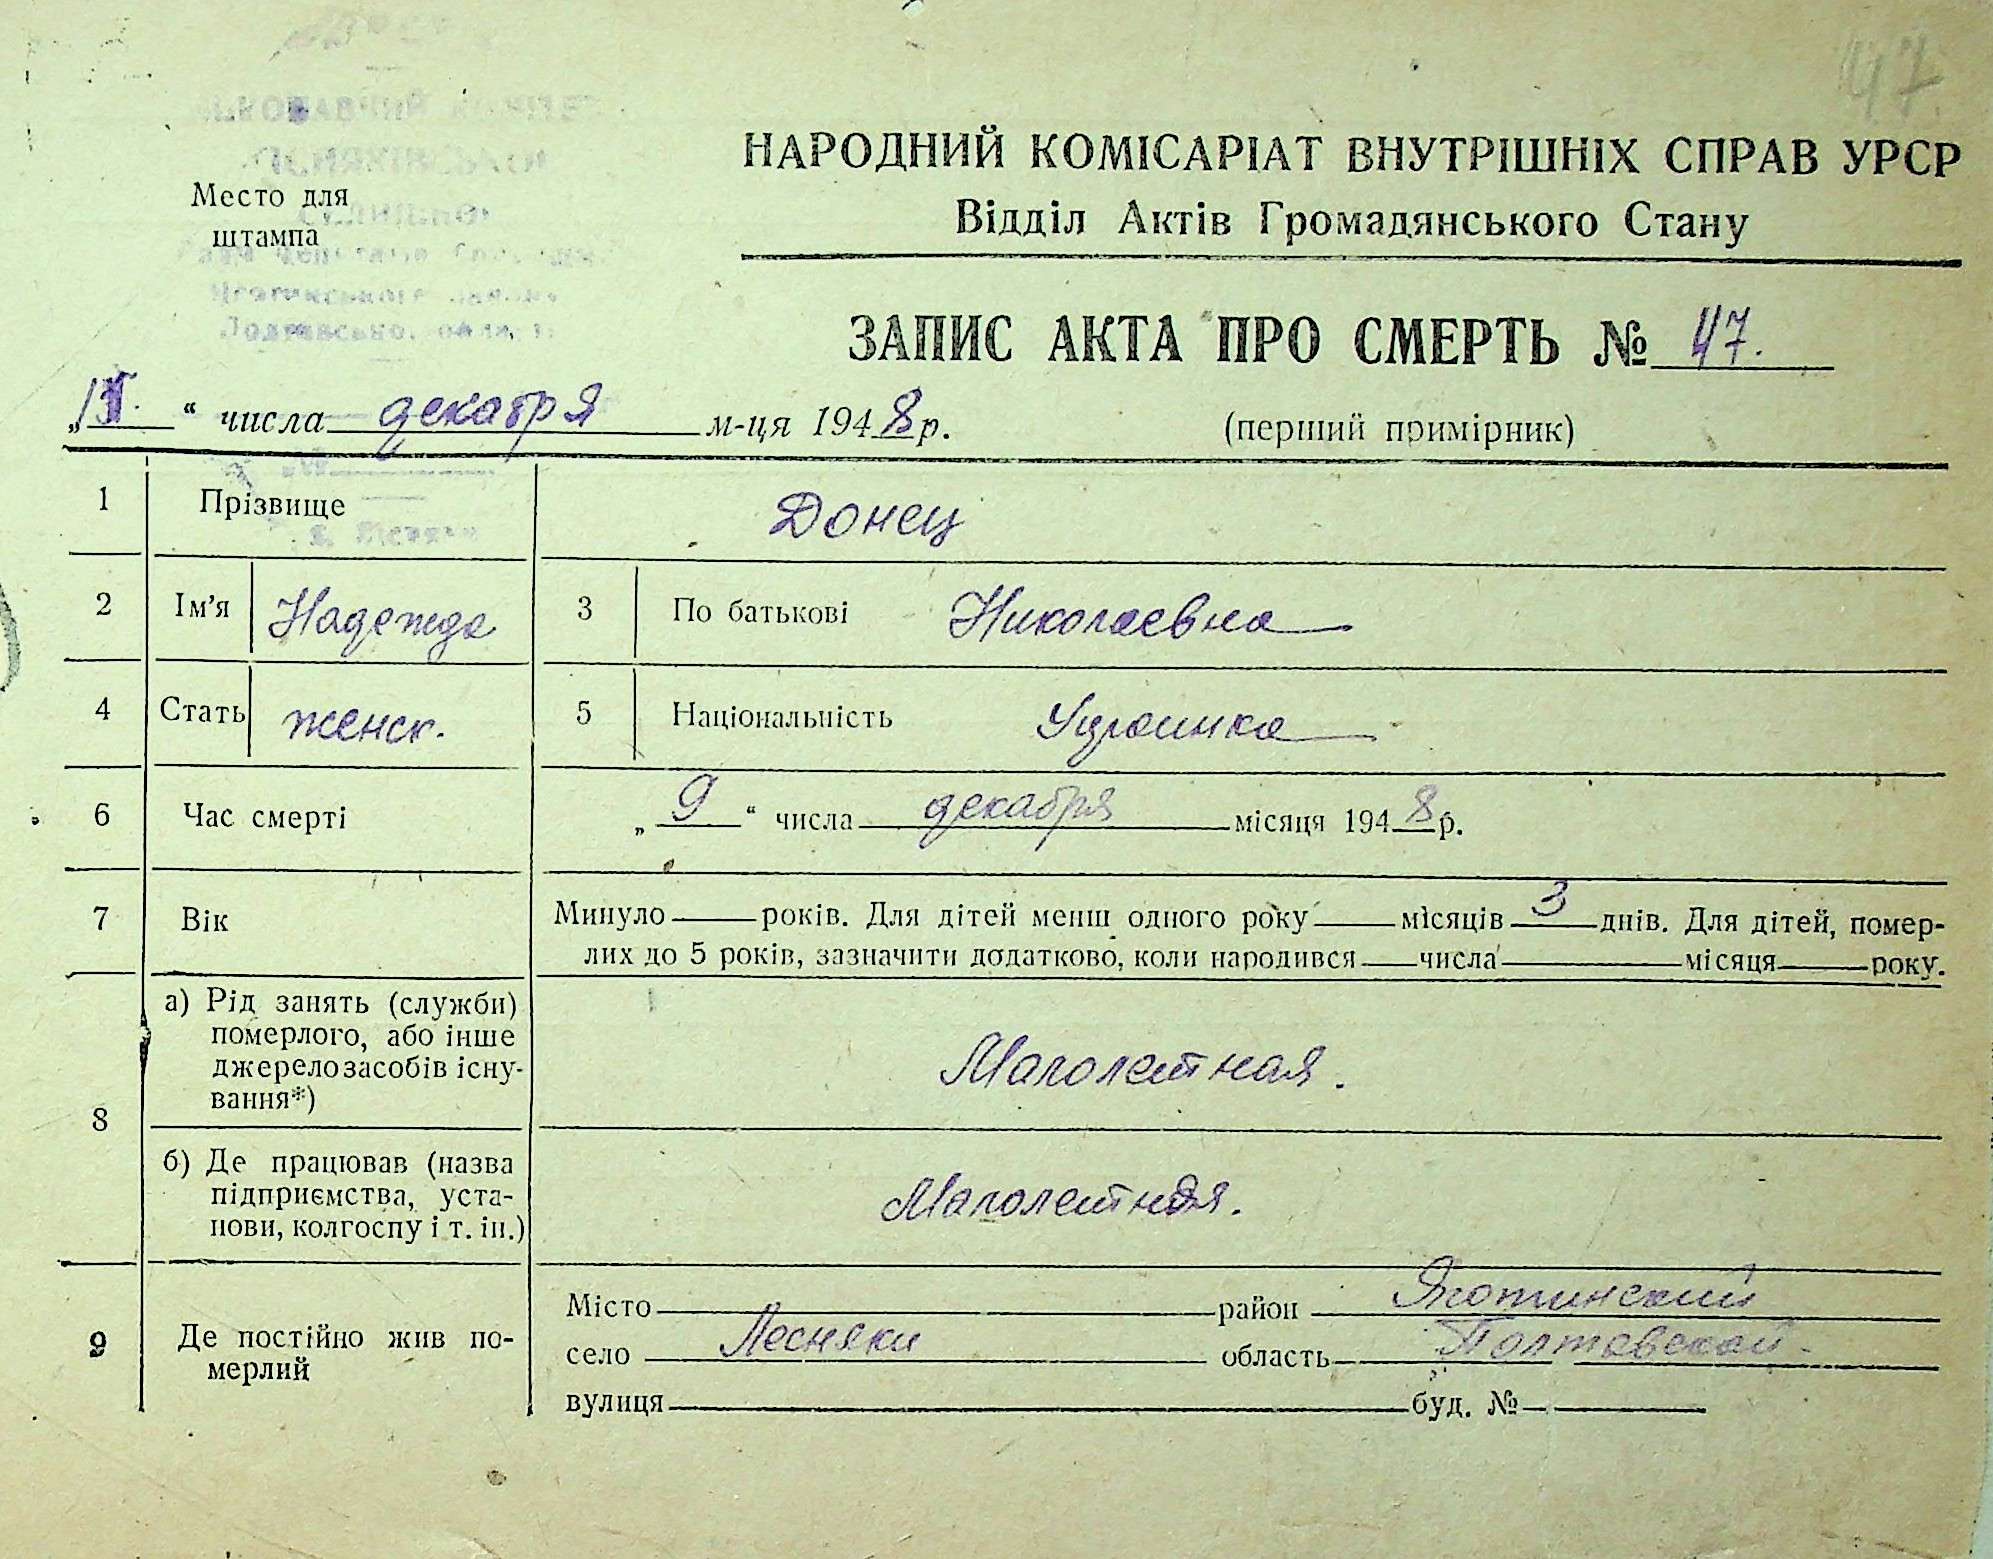 47
НАРОДНИЙ КОМІСАРІАТ ВНУТРІШНІХ СПРАВ УРСР
Відділ Актів Громадянського Стану
Место для
штампа
Яготинського
Полтавської області
ЗАПИС АКТА ПРО СМЕРТЬ № 47.
„ “ числа декабря м-ця 1948 р.
(перший примірник)
1 Прізвище Донец
2 Ім’я Надежда 3 По батькові Николаевна
4 Стать женск. 5 Національність Украинка
6 Час смерті „ 9 “ числа декабря місяця 1948 р.
7 Вік Минуло — років. Для дітей менш одного року — місяців 3 днів. Для дітей, помер-
лих до 5 років, зазначити додатково, коли народився — числа — місяця — року.
8 а) Рід занять (служби)
померлого, або інше
джерело засобів існу-
вання*)
Малолетная.
б) Де працював (назва
підприємства, уста-
нови, колгоспу і т. ін.)
Малолетная.
9 Де постійно жив по-
мерлий
Місто — район Яготинский
село Лесняки область Полтавской
вулиця — буд. № —